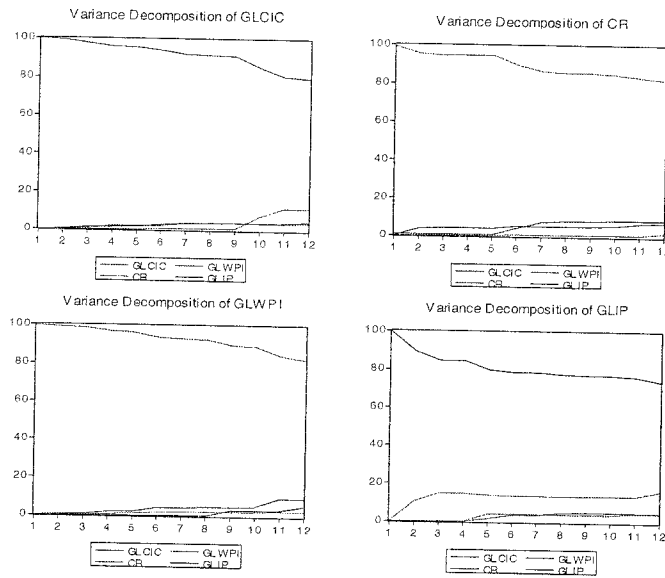 Variance Decomposition of GLCIC
100
80
60
40
20
0
1 2 3 4 5 6 7 8 9 10 11 12
GLCIC GLWPI
CR GLIP
Variance Decomposition of CR
100
80
60
40
20
0
1 2 3 4 5 6 7 8 9 10 11 12
GLCIC GLWPI
CR GLIP
Variance Decomposition of GLWPI
100
80
60
40
20
0
1 2 3 4 5 6 7 8 9 10 11 12
GLCIC GLWPI
CR GLIP
Variance Decomposition of GLIP
100
80
60
40
20
0
1 2 3 4 5 6 7 8 9 10 11 12
GLCIC GLWPI
CR GLIP